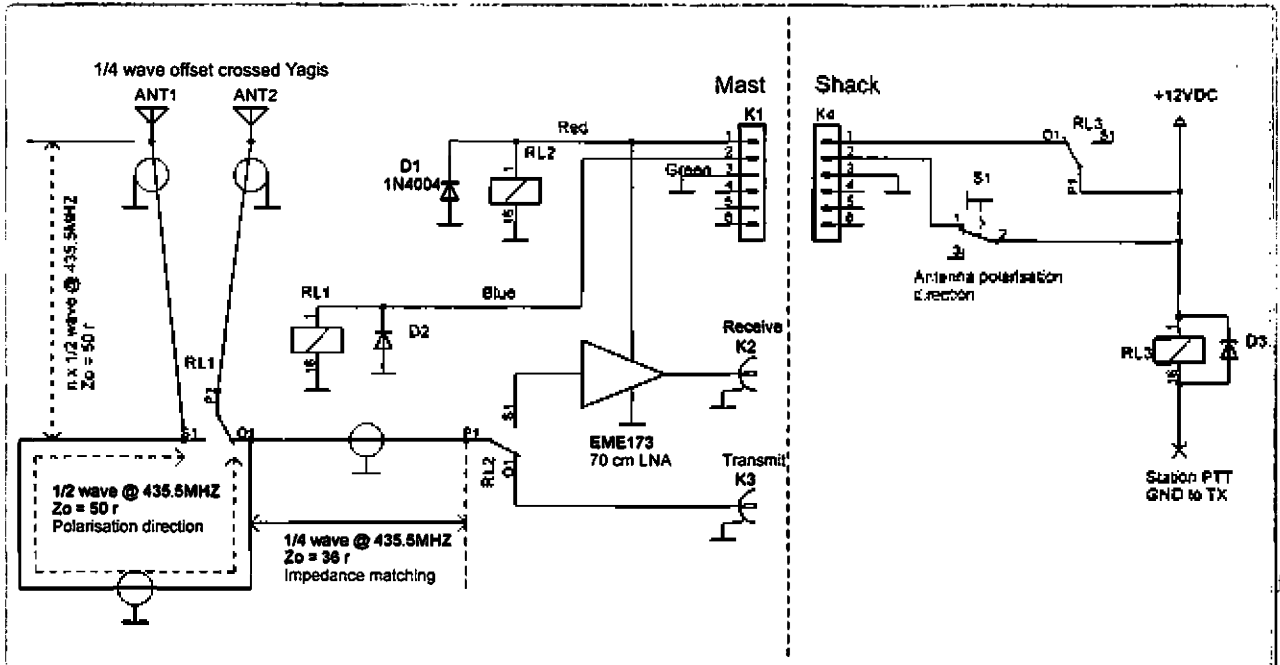 1/4 wave offset crossed Yagis
ANT1
ANT2
Mast
Shack
K1
+12VDC
Red
RL2
1
2
3
4
5
6
D1
1N4004
1
16
Green
1
2
3
4
5
6
O1
RL3
S1
P1
S1
1
2
3
Antenna polarisation
direction
n x 1/2 wave @ 435.5MHZ
Zo = 50 r
RL1
1
16
Blue
D2
Receive
K2
RL1
S1
O1
P1
RL2
S1
O1
EME173
70 cm LNA
Transmit
K3
RL3
1
16
D3
Station PTT
GND to TX
1/2 wave @ 435.5MHZ
Zo = 50 r
Polarisation direction
1/4 wave @ 435.5MHZ
Zo = 36 r
Impedance matching